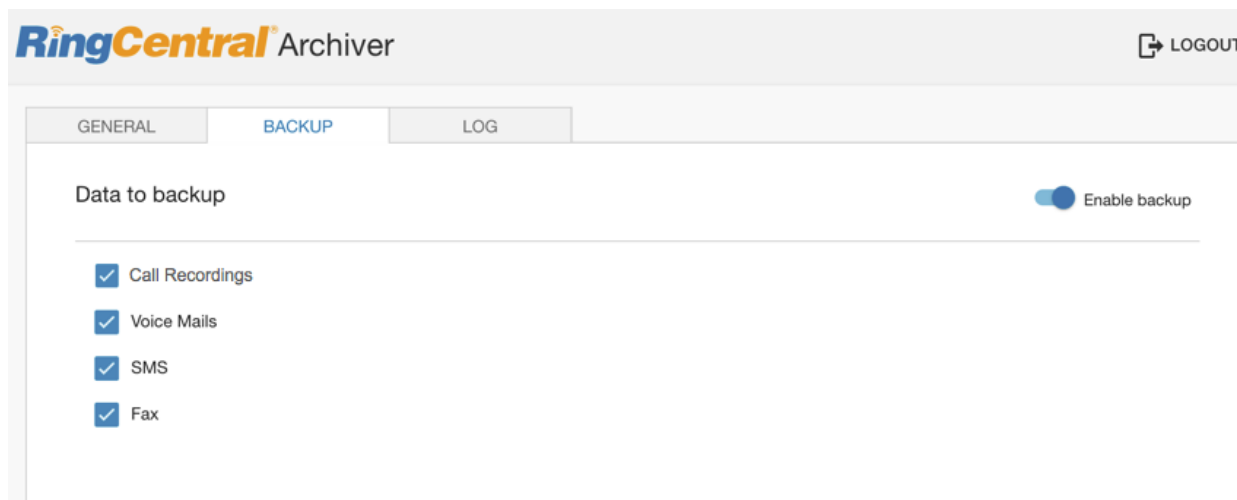 RingCentral® Archiver
LOGOUT
GENERAL BACKUP LOG
Data to backup
Enable backup
Call Recordings
Voice Mails
SMS
Fax